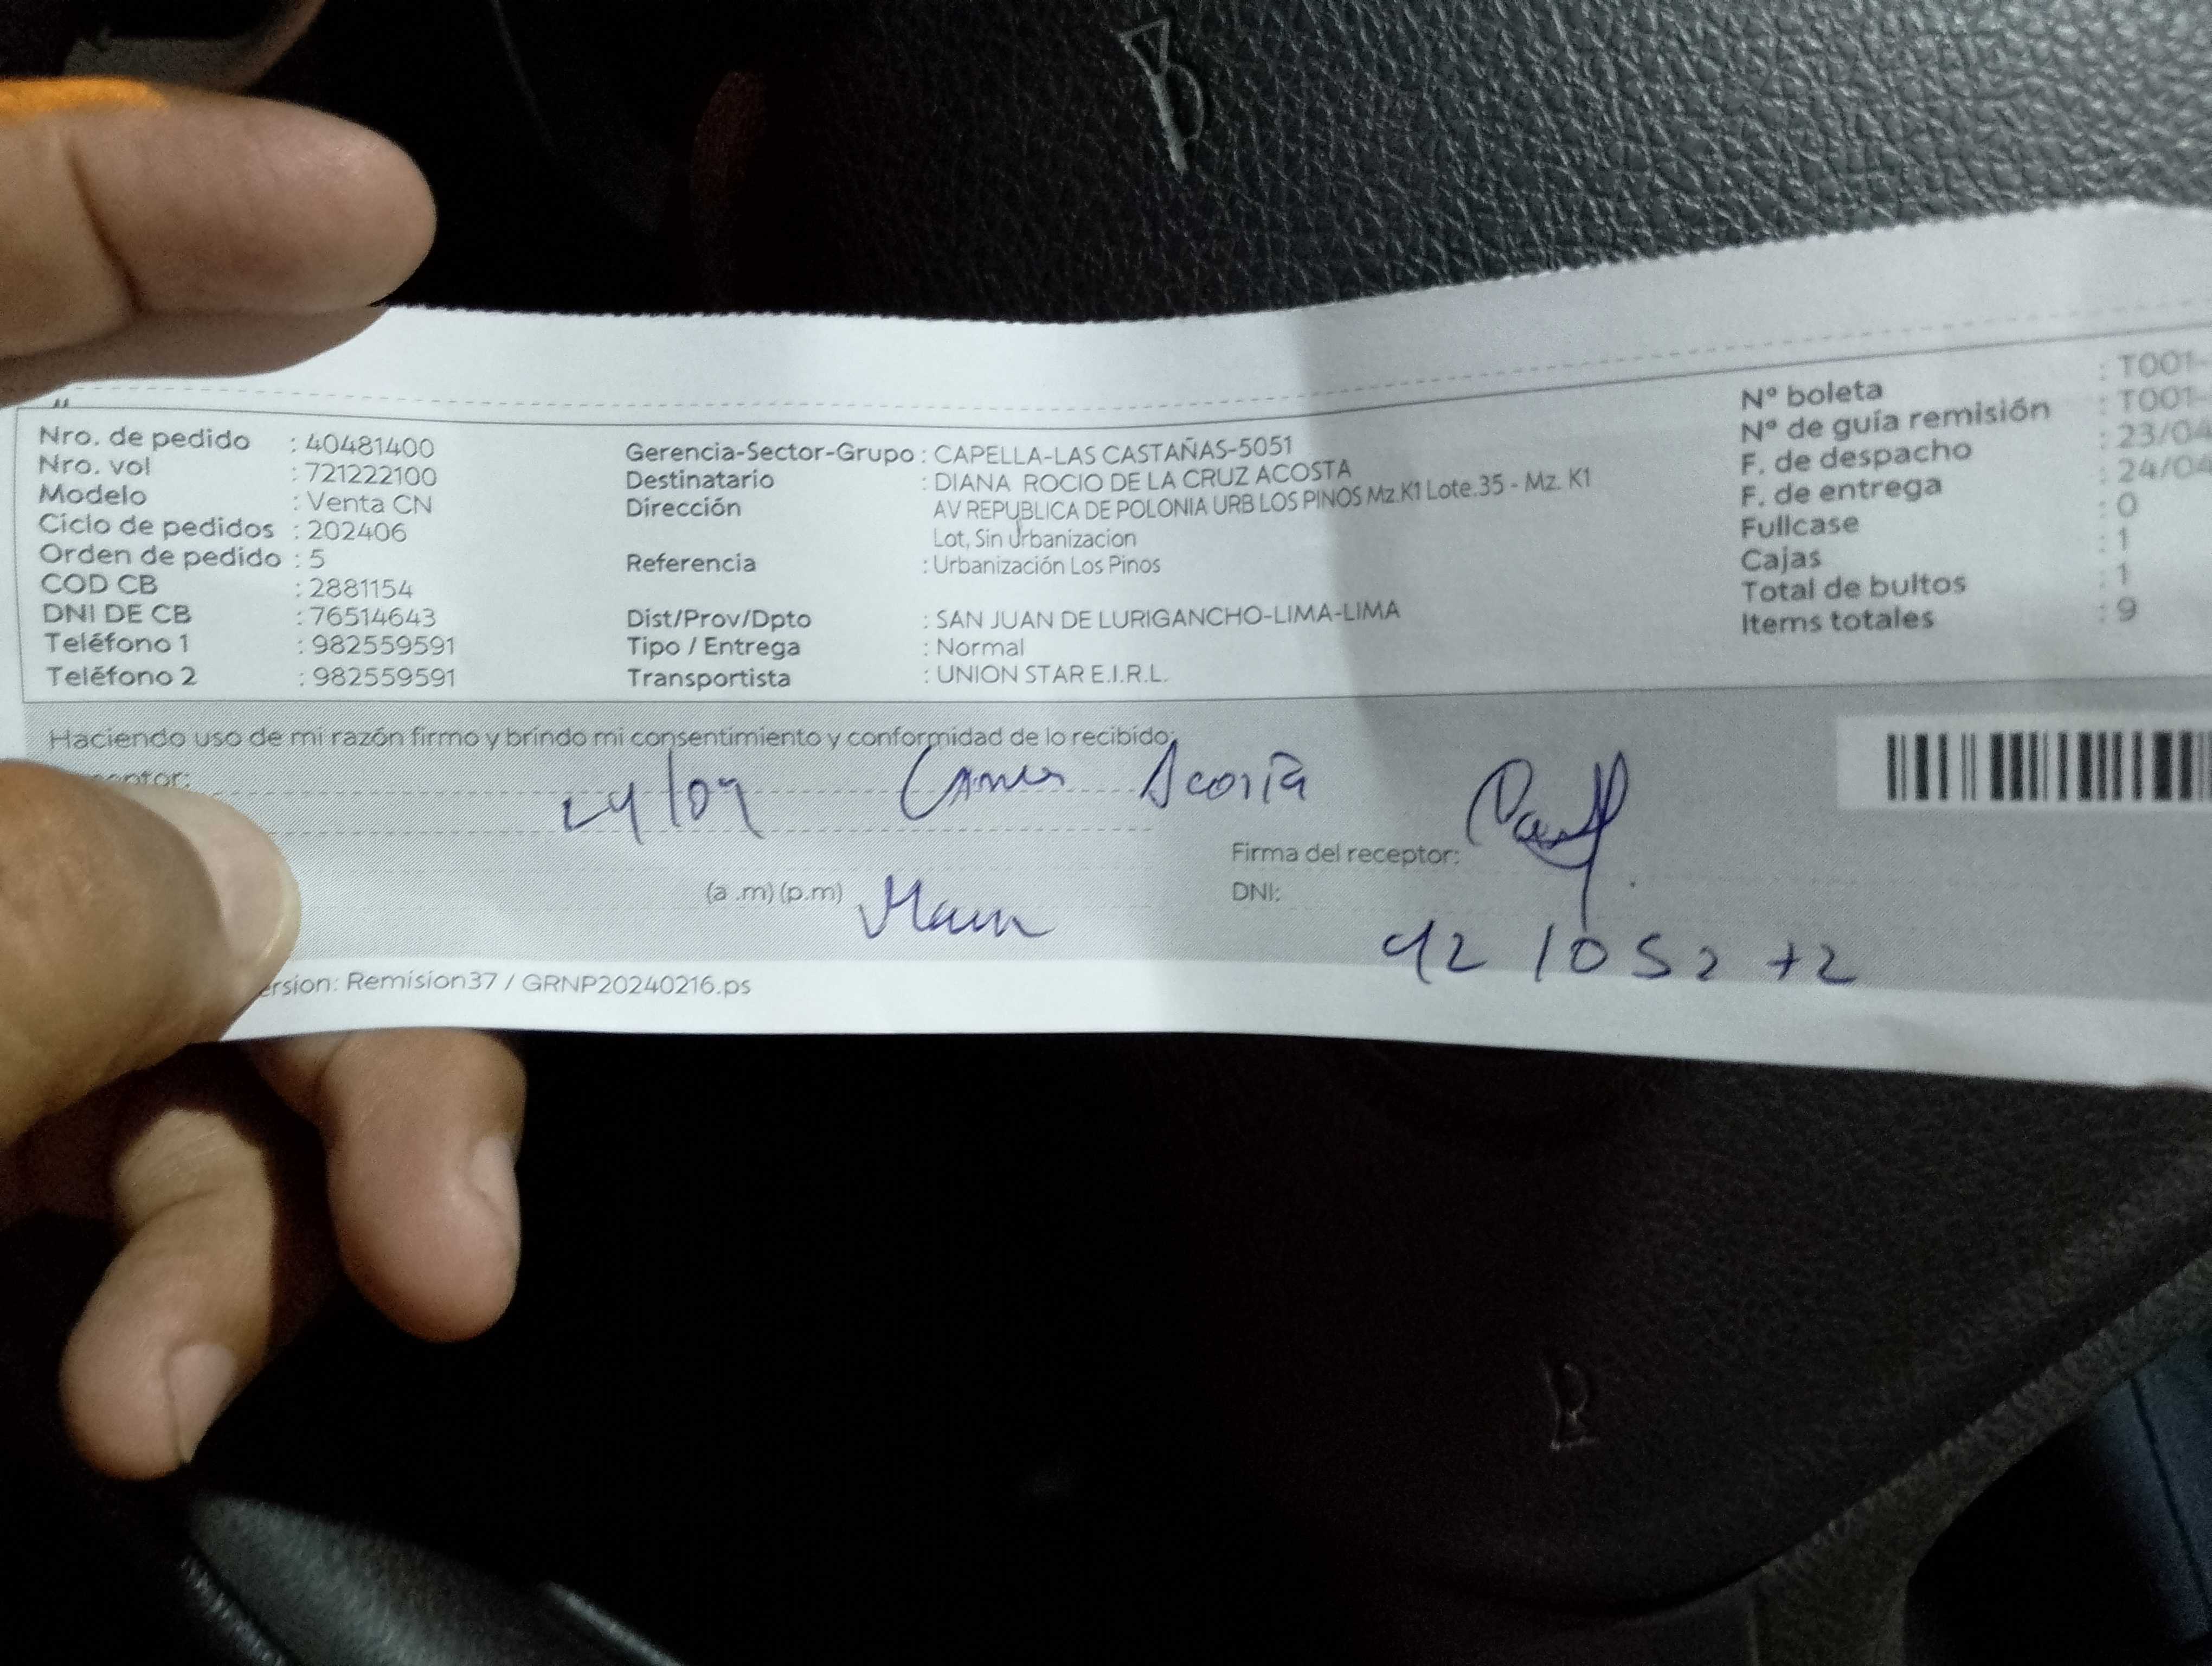 Nro. de pedido : 40481400
Nro. vol : 721222100
Modelo : Venta CN
Ciclo de pedidos : 202406
Orden de pedido : 5
COD CB : 2881154
DNI DE CB : 76514643
Teléfono 1 : 982559591
Teléfono 2 : 982559591
Gerencia-Sector-Grupo : CAPELLA-LAS CASTAÑAS-5051
Destinatario : DIANA ROCIO DE LA CRUZ ACOSTA
Dirección AV REPUBLICA DE POLONIA URB LOS PINOS Mz.K1 Lote.35 - Mz. K1
Lot, Sin Urbanizacion
Referencia : Urbanización Los Pinos
Dist/Prov/Dpto : SAN JUAN DE LURIGANCHO-LIMA-LIMA
Tipo / Entrega : Normal
Transportista : UNION STAR E.I.R.L.
N° boleta : T001-
N° de guía remisión : T001-
F. de despacho : 23/04
F. de entrega : 24/04
Fullcase : 0
Cajas : 1
Total de bultos : 1
Items totales : 9
Haciendo uso de mi razón firmo y brindo mi consentimiento y conformidad de lo recibido:
eptor:
24/04 Acosta
Firma del receptor:
(a .m) (p.m)
DNI:
ersion: Remision37 / GRNP20240216.ps